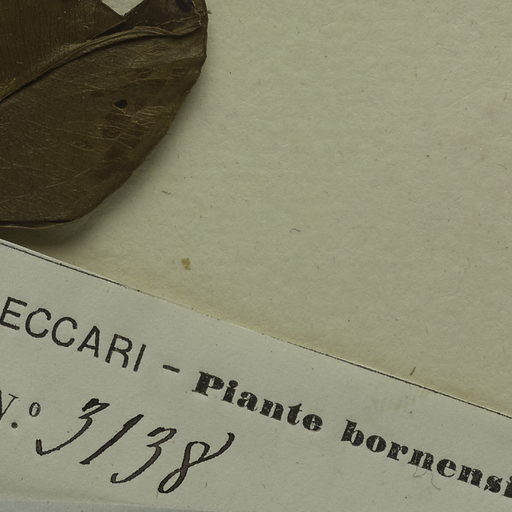 ECCARI - Piante bornensi
N.º 3138